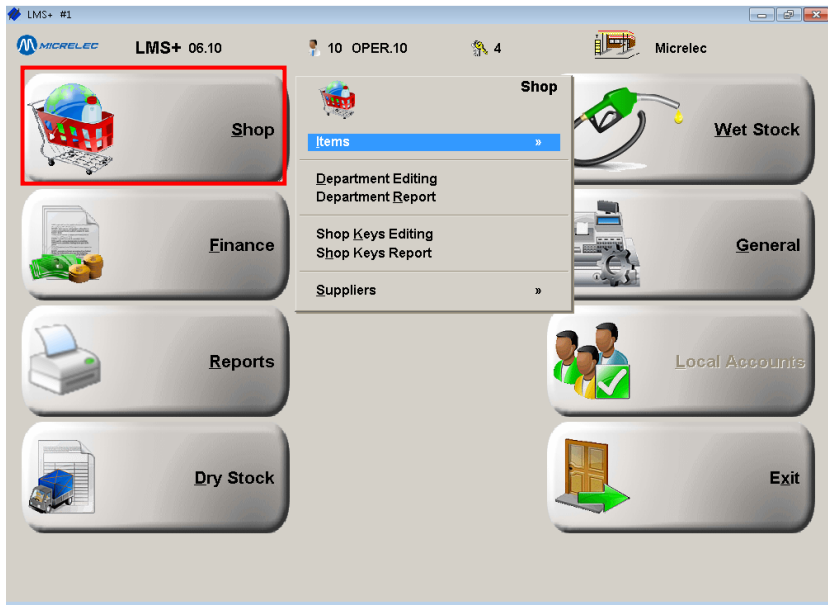 LMS+ #1
MICRELEC LMS+ 06.10 10 OPER.10 4 Micrelec
Shop
Shop
Items »
Department Editing
Department Report
Shop Keys Editing
Shop Keys Report
Suppliers »
Wet Stock
Finance
General
Reports
Local Accounts
Dry Stock
Exit